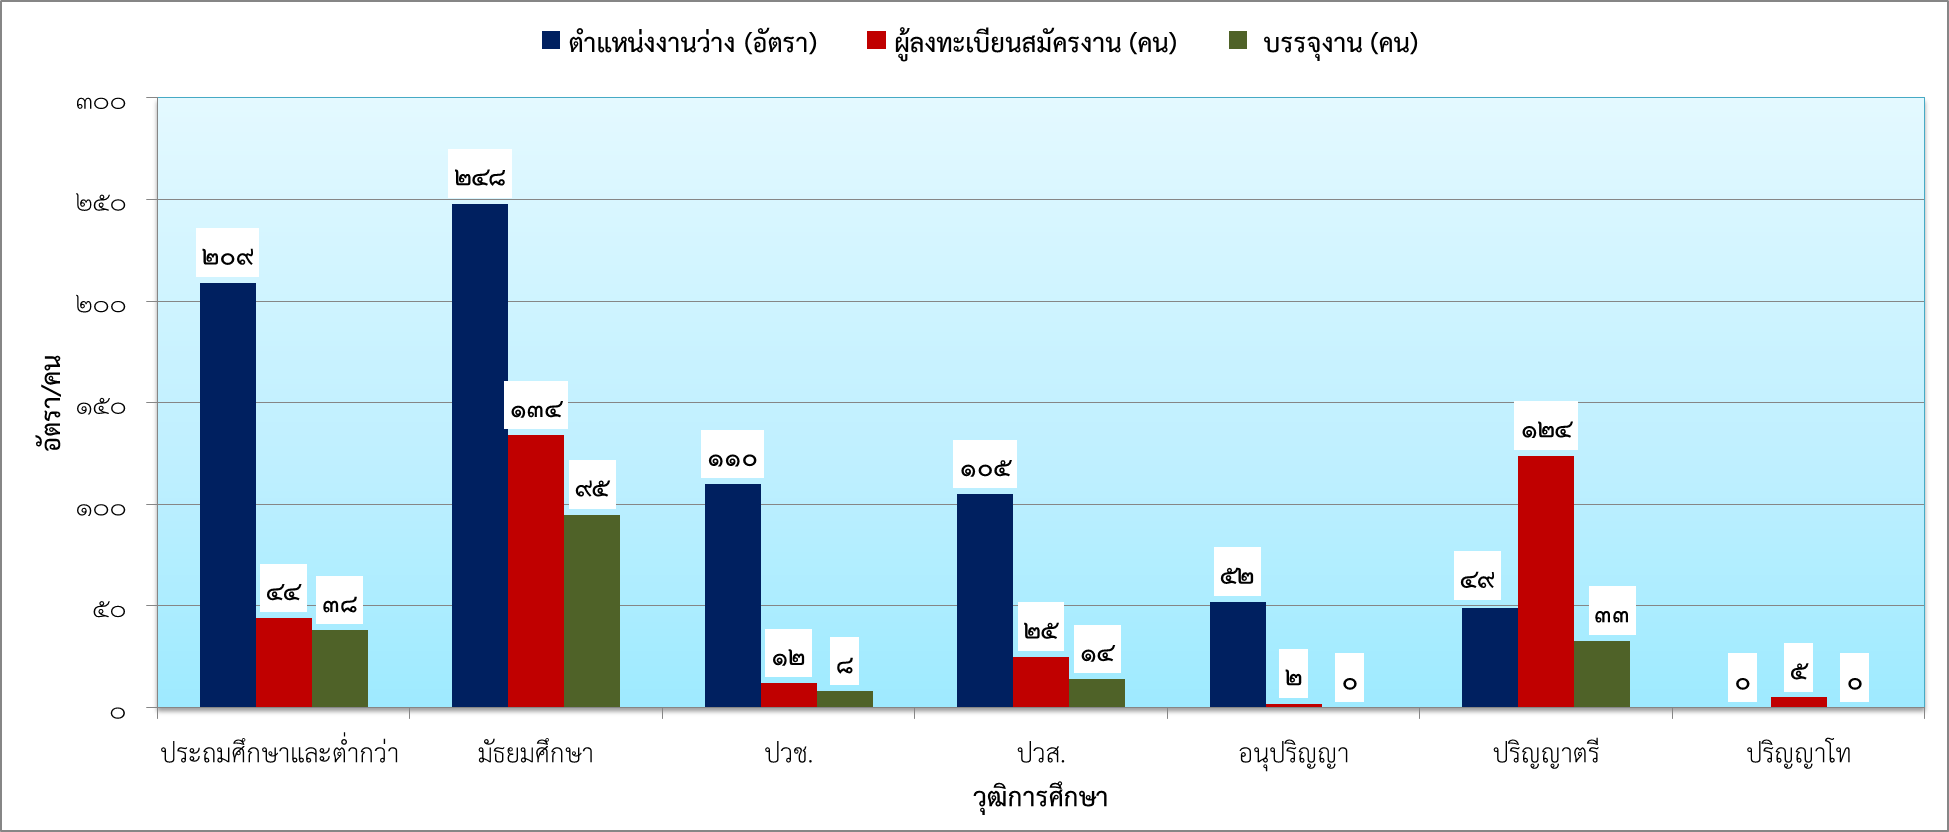 ตำแหน่งงานว่าง (อัตรา) ผู้ลงทะเบียนสมัครงาน (คน) บรรจุงาน (คน)
๓๐๐
๒๕๐
๒๐๐
๑๕๐
๑๐๐
๕๐
๐
อัตรา/คน
๒๐๙ ๔๔ ๓๘
๒๔๘ ๑๓๔ ๙๕
๑๑๐ ๑๒ ๘
๑๐๕ ๒๕ ๑๔
๕๒ ๒ ๐
๔๙ ๑๒๔ ๓๓
๐ ๕ ๐
ประถมศึกษาและต่ำกว่า มัธยมศึกษา ปวช. ปวส. อนุปริญญา ปริญญาตรี ปริญญาโท
วุฒิการศึกษา